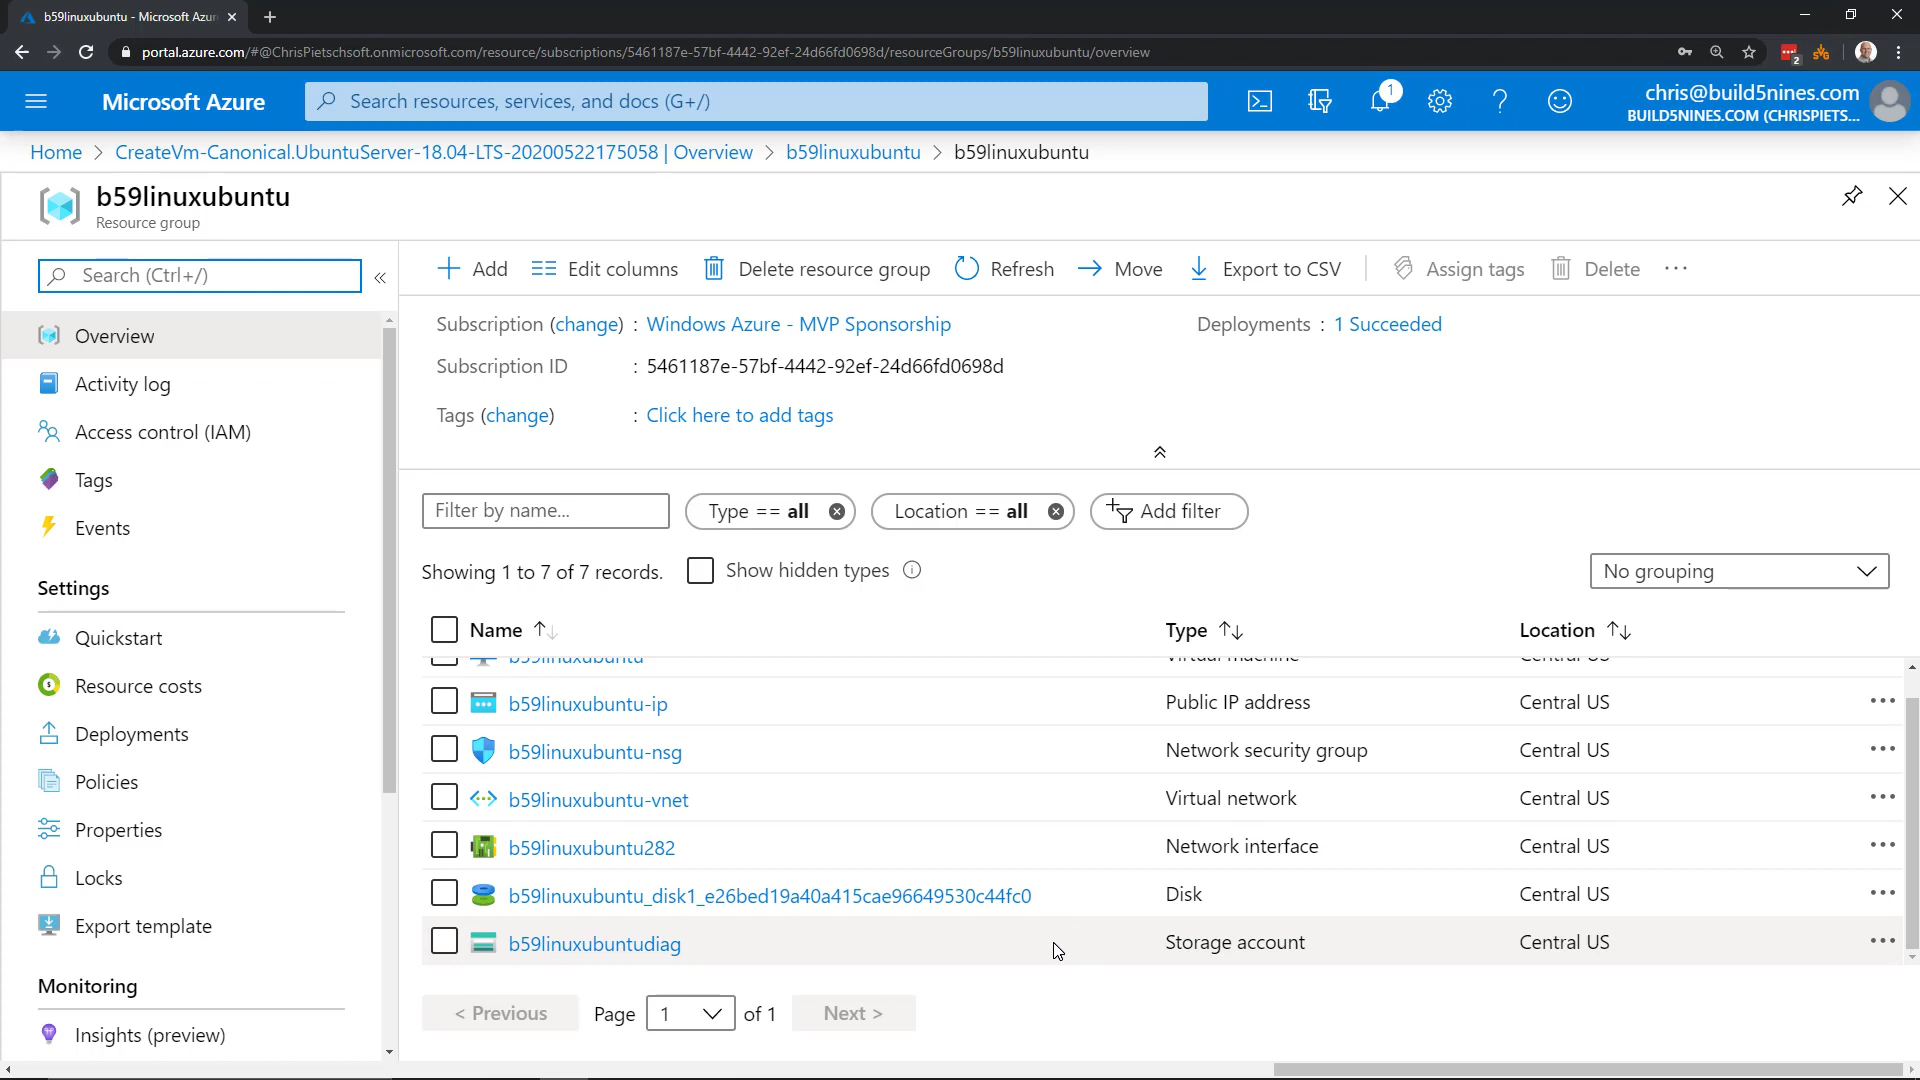 b59linuxubuntu - Microsoft Azur
portal.azure.com/#@ChrisPietschsoft.onmicrosoft.com/resource/subscriptions/5461187e-57bf-4442-92ef-24d66fd0698d/resourceGroups/b59linuxubuntu/overview
2
Microsoft Azure
Search resources, services, and docs (G+/)
1
chris@build5nines.com
BUILD5NINES.COM (CHRISPIETS...
Home > CreateVm-Canonical.UbuntuServer-18.04-LTS-20200522175058 | Overview > b59linuxubuntu > b59linuxubuntu
b59linuxubuntu
Resource group
Search (Ctrl+/)
«
Overview
Activity log
Access control (IAM)
Tags
Events
Settings
Quickstart
Resource costs
Deployments
Policies
Properties
Locks
Export template
Monitoring
Insights (preview)
Add
Edit columns
Delete resource group
Refresh
Move
Export to CSV
Assign tags
Delete
...
Subscription (change) : Windows Azure - MVP Sponsorship
Deployments : 1 Succeeded
Subscription ID : 5461187e-57bf-4442-92ef-24d66fd0698d
Tags (change) : Click here to add tags
Filter by name...
Type == all
Location == all
Add filter
Showing 1 to 7 of 7 records.
Show hidden types
No grouping
Name Type Location
b59linuxubuntu Virtual machine Central US
b59linuxubuntu-ip Public IP address Central US ...
b59linuxubuntu-nsg Network security group Central US ...
b59linuxubuntu-vnet Virtual network Central US ...
b59linuxubuntu282 Network interface Central US ...
b59linuxubuntu_disk1_e26bed19a40a415cae96649530c44fc0 Disk Central US ...
b59linuxubuntudiag Storage account Central US ...
< Previous Page 1 of 1 Next >